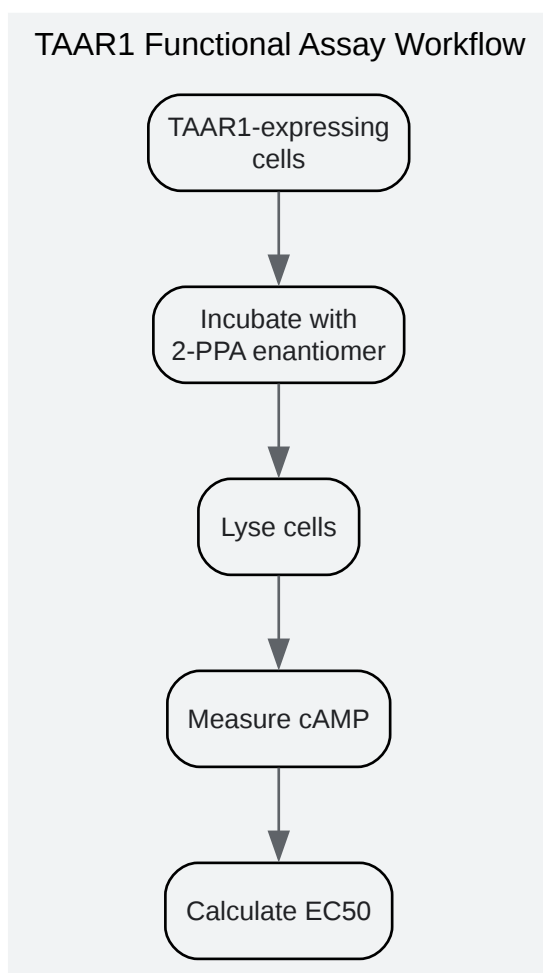 TAAR1 Functional Assay Workflow
TAAR1-expressing
cells
Incubate with
2-PPA enantiomer
Lyse cells
Measure cAMP
Calculate EC50